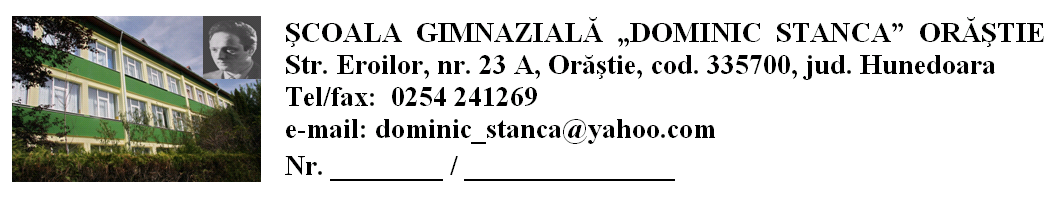 ŞCOALA GIMNAZIALĂ „DOMINIC STANCA” ORĂŞTIE
Str. Eroilor, nr. 23 A, Orăştie, cod. 335700, jud. Hunedoara
Tel/fax: 0254 241269
e-mail: dominic_stanca@yahoo.com
Nr. ________ / _______________